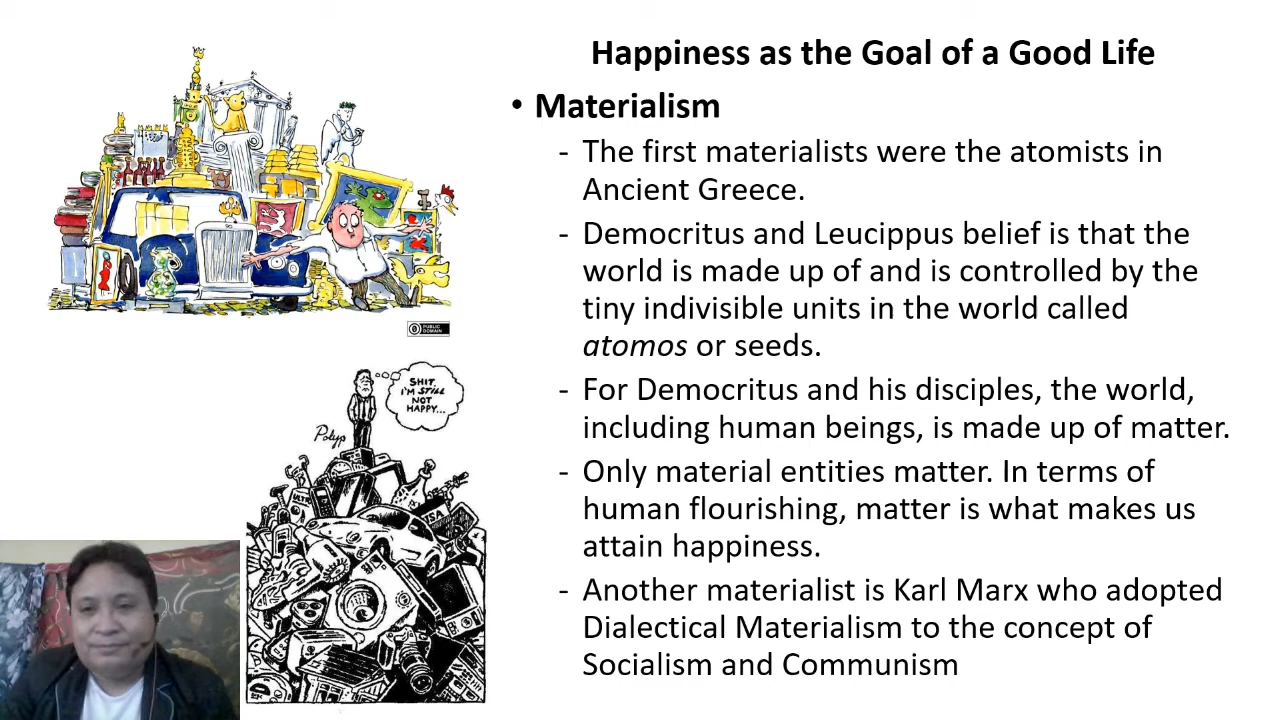 Happiness as the Goal of a Good Life
• Materialism
- The first materialists were the atomists in
Ancient Greece.
- Democritus and Leucippus belief is that the
world is made up of and is controlled by the
tiny indivisible units in the world called
atomos or seeds.
- For Democritus and his disciples, the world,
including human beings, is made up of matter.
- Only material entities matter. In terms of
human flourishing, matter is what makes us
attain happiness.
- Another materialist is Karl Marx who adopted
Dialectical Materialism to the concept of
Socialism and Communism
PUBLIC
DOMAIN
SHIT,
I'M STILL
NOT
HAPPY...
Polyp